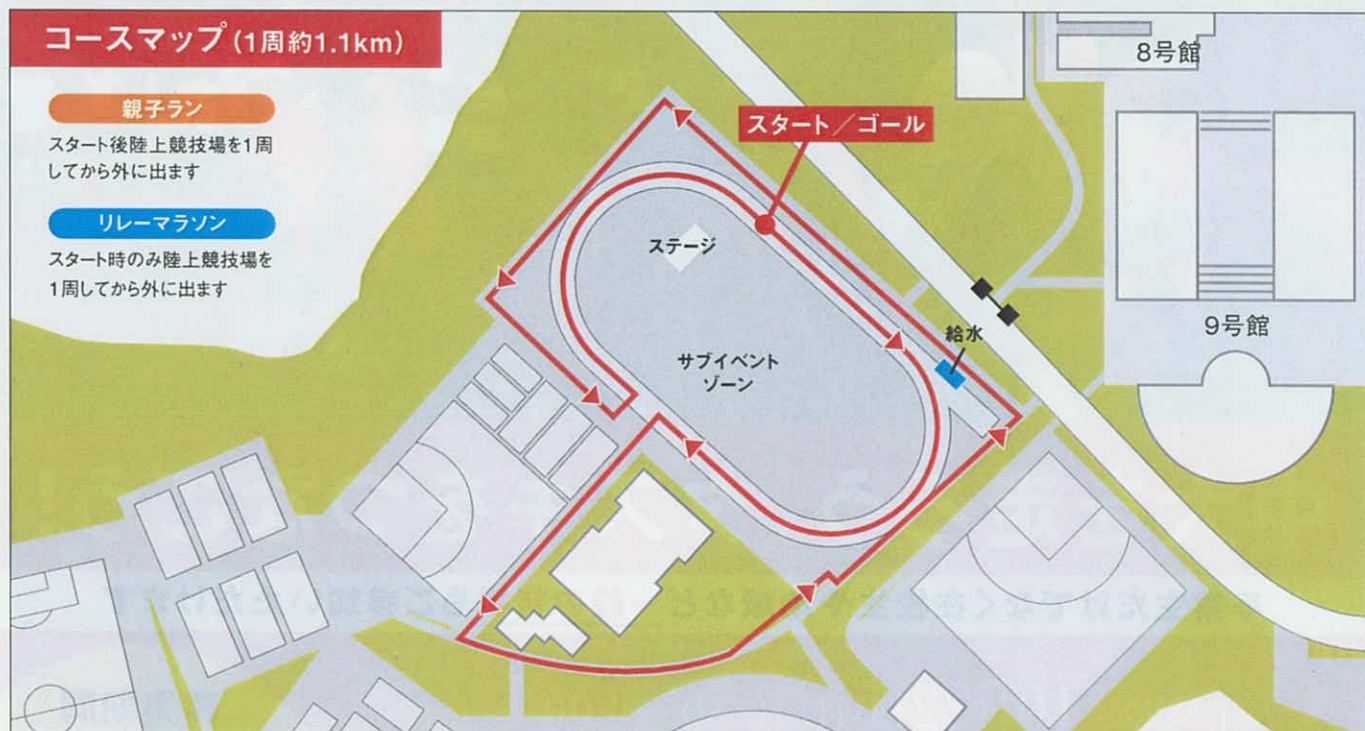 コースマップ(1周約1.1km)
親子ラン
スタート後陸上競技場を1周
してから外に出ます
リレーマラソン
スタート時のみ陸上競技場を
1周してから外に出ます
スタート/ゴール
8号館
ステージ
給水
9号館
サブイベント
ゾーン